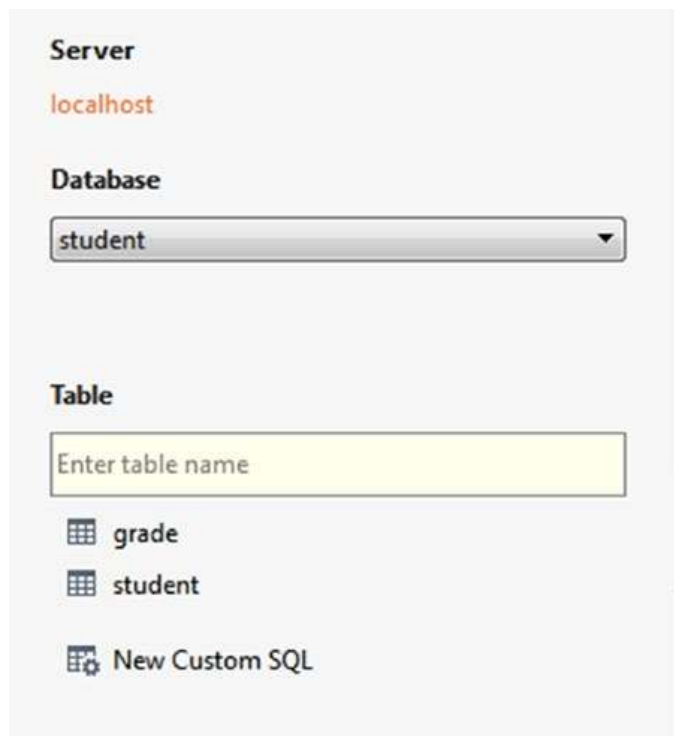 Server
localhost
Database
student
Table
Enter table name
grade
student
New Custom SQL